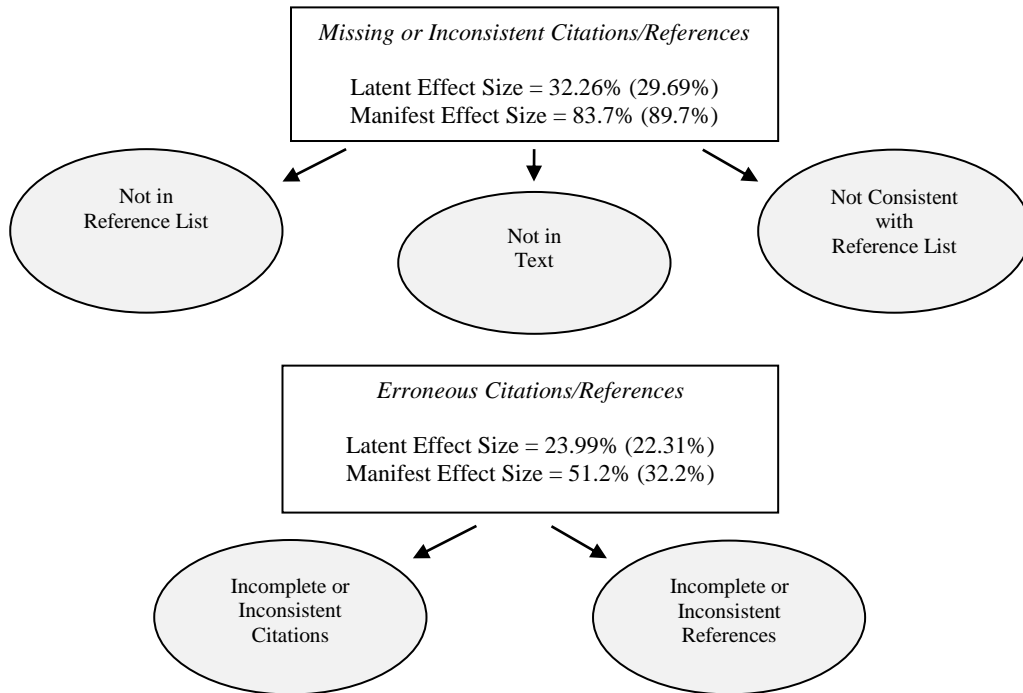 Missing or Inconsistent Citations/References
Latent Effect Size = 32.26% (29.69%)
Manifest Effect Size = 83.7% (89.7%)
Not in
Reference List
Not in
Text
Not Consistent
with
Reference List
Erroneous Citations/References
Latent Effect Size = 23.99% (22.31%)
Manifest Effect Size = 51.2% (32.2%)
Incomplete or
Inconsistent
Citations
Incomplete or
Inconsistent
References